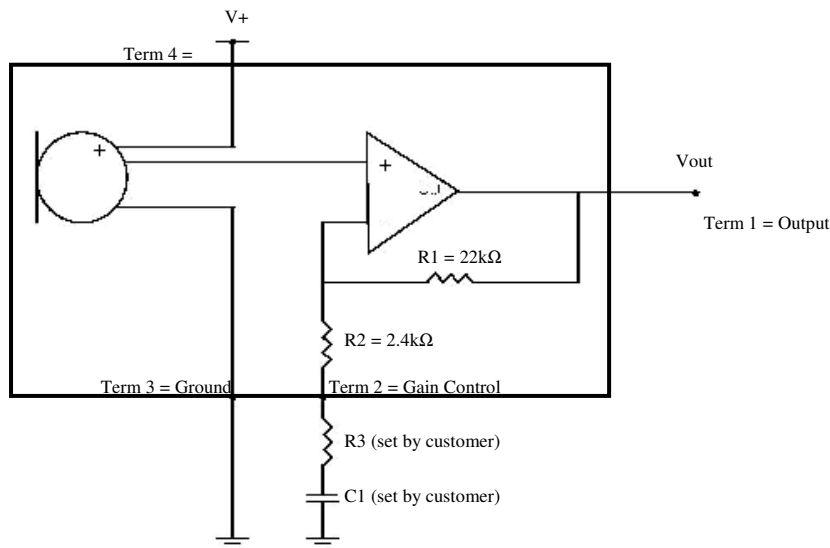 V+
Term 4 =
+
+
Vout
Term 1 = Output
R1 = 22kΩ
R2 = 2.4kΩ
Term 3 = Ground
Term 2 = Gain Control
R3 (set by customer)
C1 (set by customer)